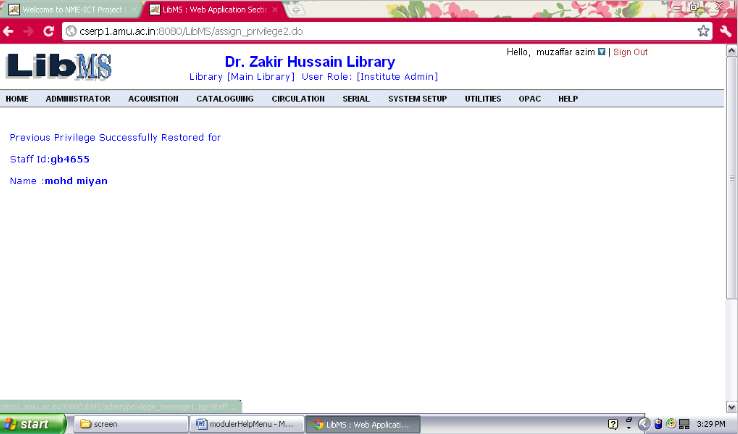 Welcome to NME-ICT Project
LibMS : Web Application Secti
cserp1.amu.ac.in:8080/LibMS/assign_privilege2.do
Hello, muzaffar azim | Sign Out
LibMS
Dr. Zakir Hussain Library
Library [Main Library] User Role: [Institute Admin]
HOME ADMINISTRATOR ACQUISITION CATALOGUING CIRCULATION SERIAL SYSTEM SETUP UTILITIES OPAC HELP
Previous Privilege Successfully Restored for
Staff Id:gb4655
Name :mohd miyan
start screen modulerHelpMenu - M... LibMS : Web Applicati... 3:29 PM